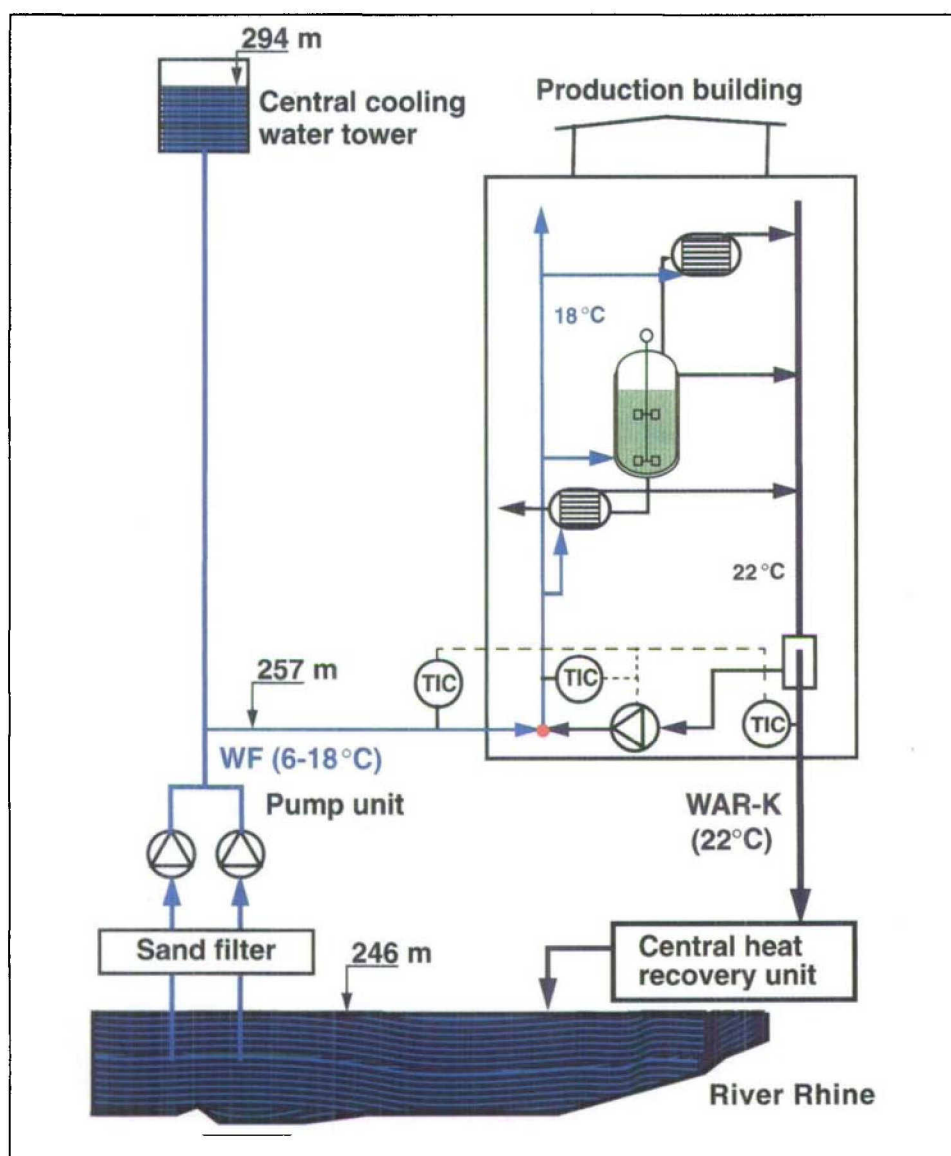 294 m
Central cooling
water tower
Production building
18°C
22°C
257 m
TIC
TIC
TIC
WF (6-18°C)
Pump unit
WAR-K
(22°C)
Sand filter
246 m
Central heat
recovery unit
River Rhine